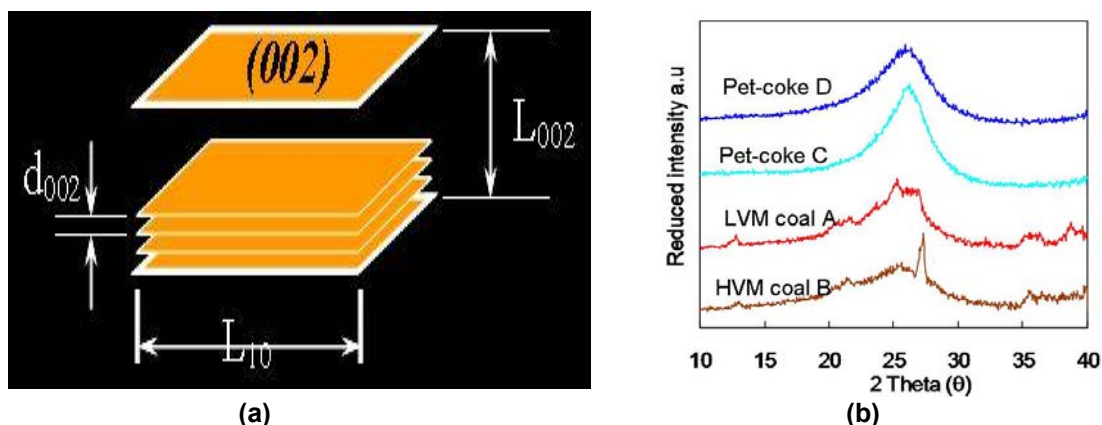 (002)
L002
d002
L10
(a)
Reduced intensity a.u
Pet-coke D
Pet-coke C
LVM coal A
HVM coal B
10 15 20 25 30 35 40
2 Theta (θ)
(b)